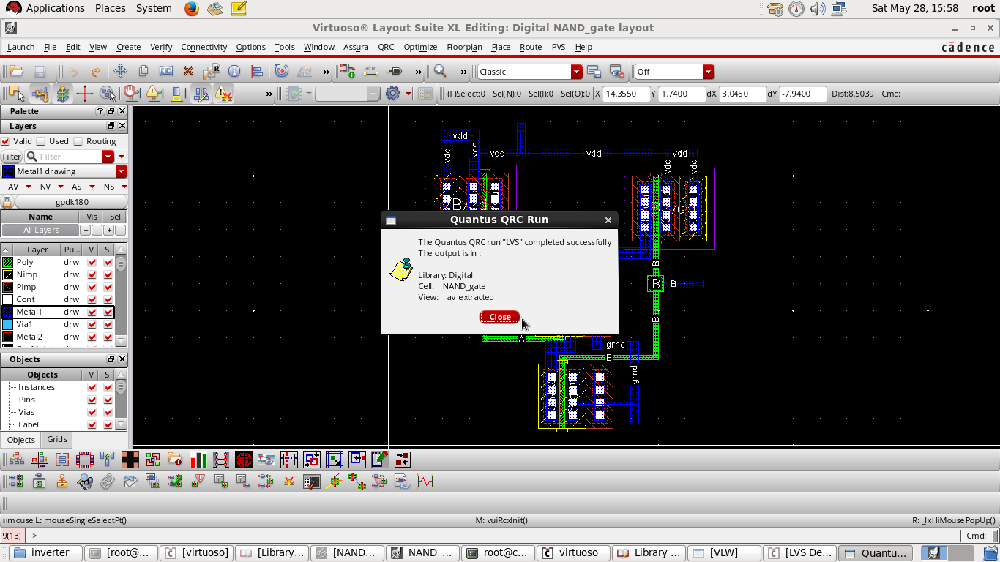 Applications Places System Sat May 28, 15:58 root
Virtuoso® Layout Suite XL Editing: Digital NAND_gate layout
Launch File Edit View Create Verify Connectivity Options Tools Window Assura QRC Optimize Floorplan Place Route PVS Help cādence
abc Classic Off
(F)Select:0 Sel(N):0 Sel(I):0 Sel(O):0 X 14.3550 Y 1.7400 dX 3.0450 dY -7.9400 Dist:8.5039 Cmd:
Palette
Layers
Valid Used Routing
Filter Filter
Metal1 drawing
AV NV AS NS
gpdk180
Name Vis Sel
All Layers + - + -
Layer Pu... V S
Poly drw
Nimp drw
Pimp drw
Cont drw
Metal1 drw
Via1 drw
Metal2 drw
Objects
Objects V S
Instances
Pins
Vias
Label
Objects Grids
vdd
vdd vdd vdd vdd vdd
vdd vdd
Quantus QRC Run
The Quantus QRC run "LVS" completed successfully
The output is in :
Library: Digital
Cell: NAND_gate
View: av_extracted
Close
B
B B
B
A
grnd
B
grnd
mouse L: mouseSingleSelectPt() M: vuiRcxInit() R: _lxHiMousePopUp()
9(13) > Cmd:
inverter [root@... [virtuoso] [Library... [NAND... NAND_... root@c... virtuoso Library ... [VLW] [LVS De... Quantu...